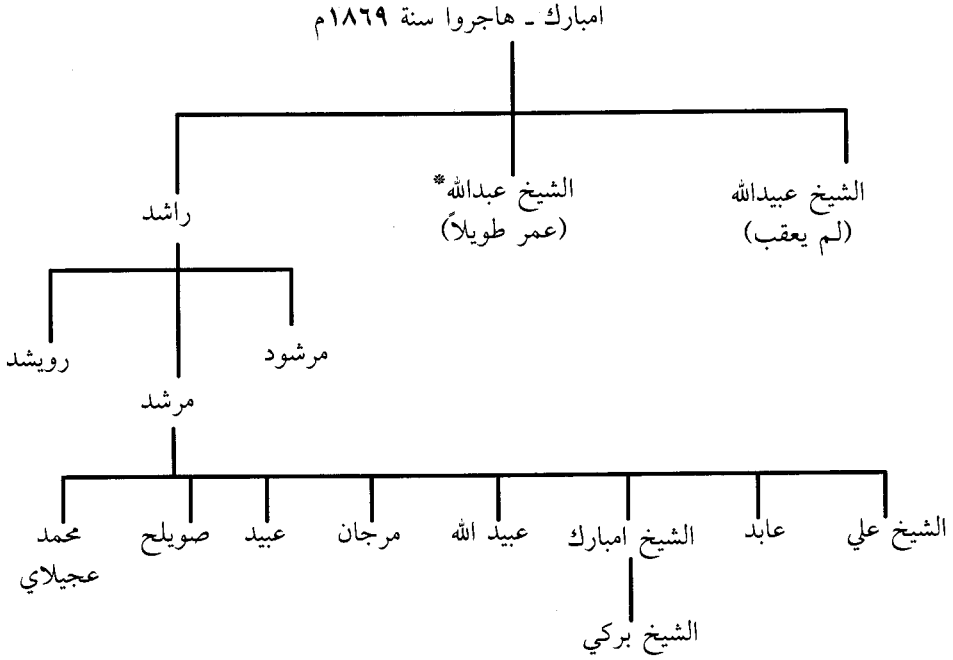 امبارك ـ هاجروا سنة ١٨٦٩م
الشيخ عبيدالله
(لم يعقب)
الشيخ عبدالله*
(عمر طويلاً)
راشد
مرشود
مرشد
رويشد
الشيخ علي
عابد
الشيخ امبارك
عبيد الله
مرجان
عبيد
صويلح
محمد
عجيلاي
الشيخ بركي